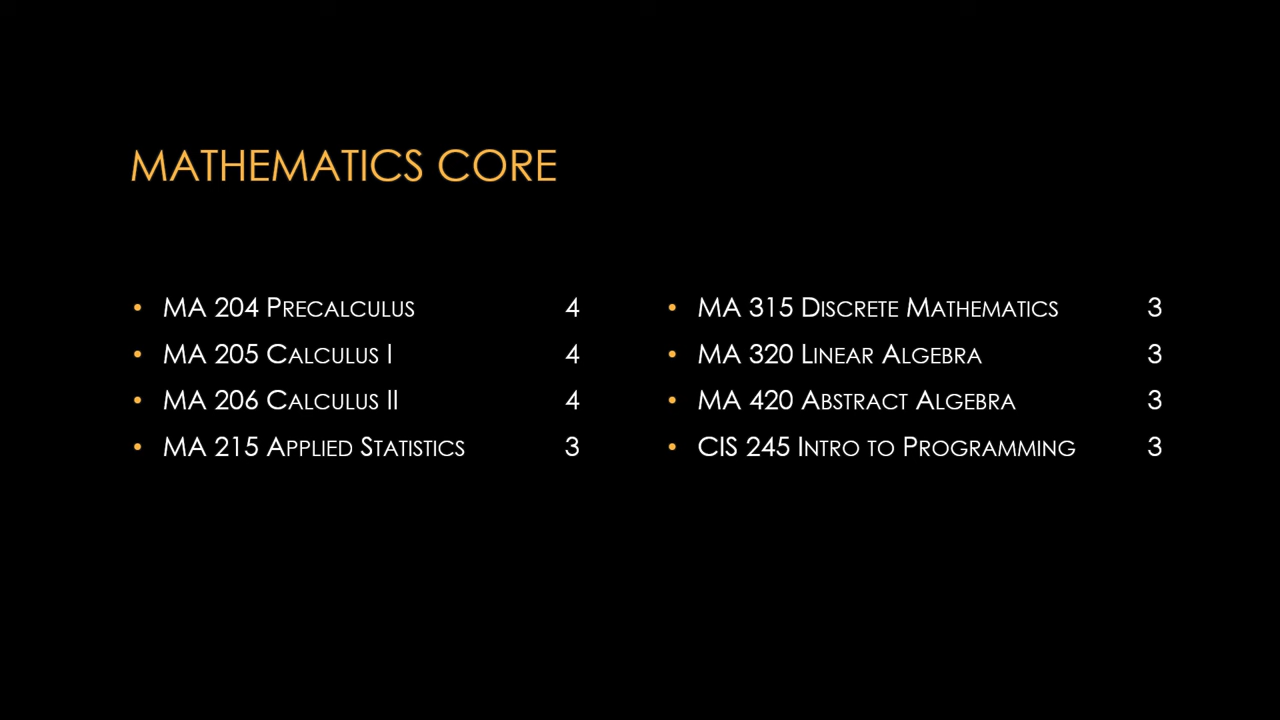 MATHEMATICS CORE
• MA 204 Precalculus 4
• MA 205 Calculus I 4
• MA 206 Calculus II 4
• MA 215 Applied Statistics 3
• MA 315 Discrete Mathematics 3
• MA 320 Linear Algebra 3
• MA 420 Abstract Algebra 3
• CIS 245 Intro to Programming 3